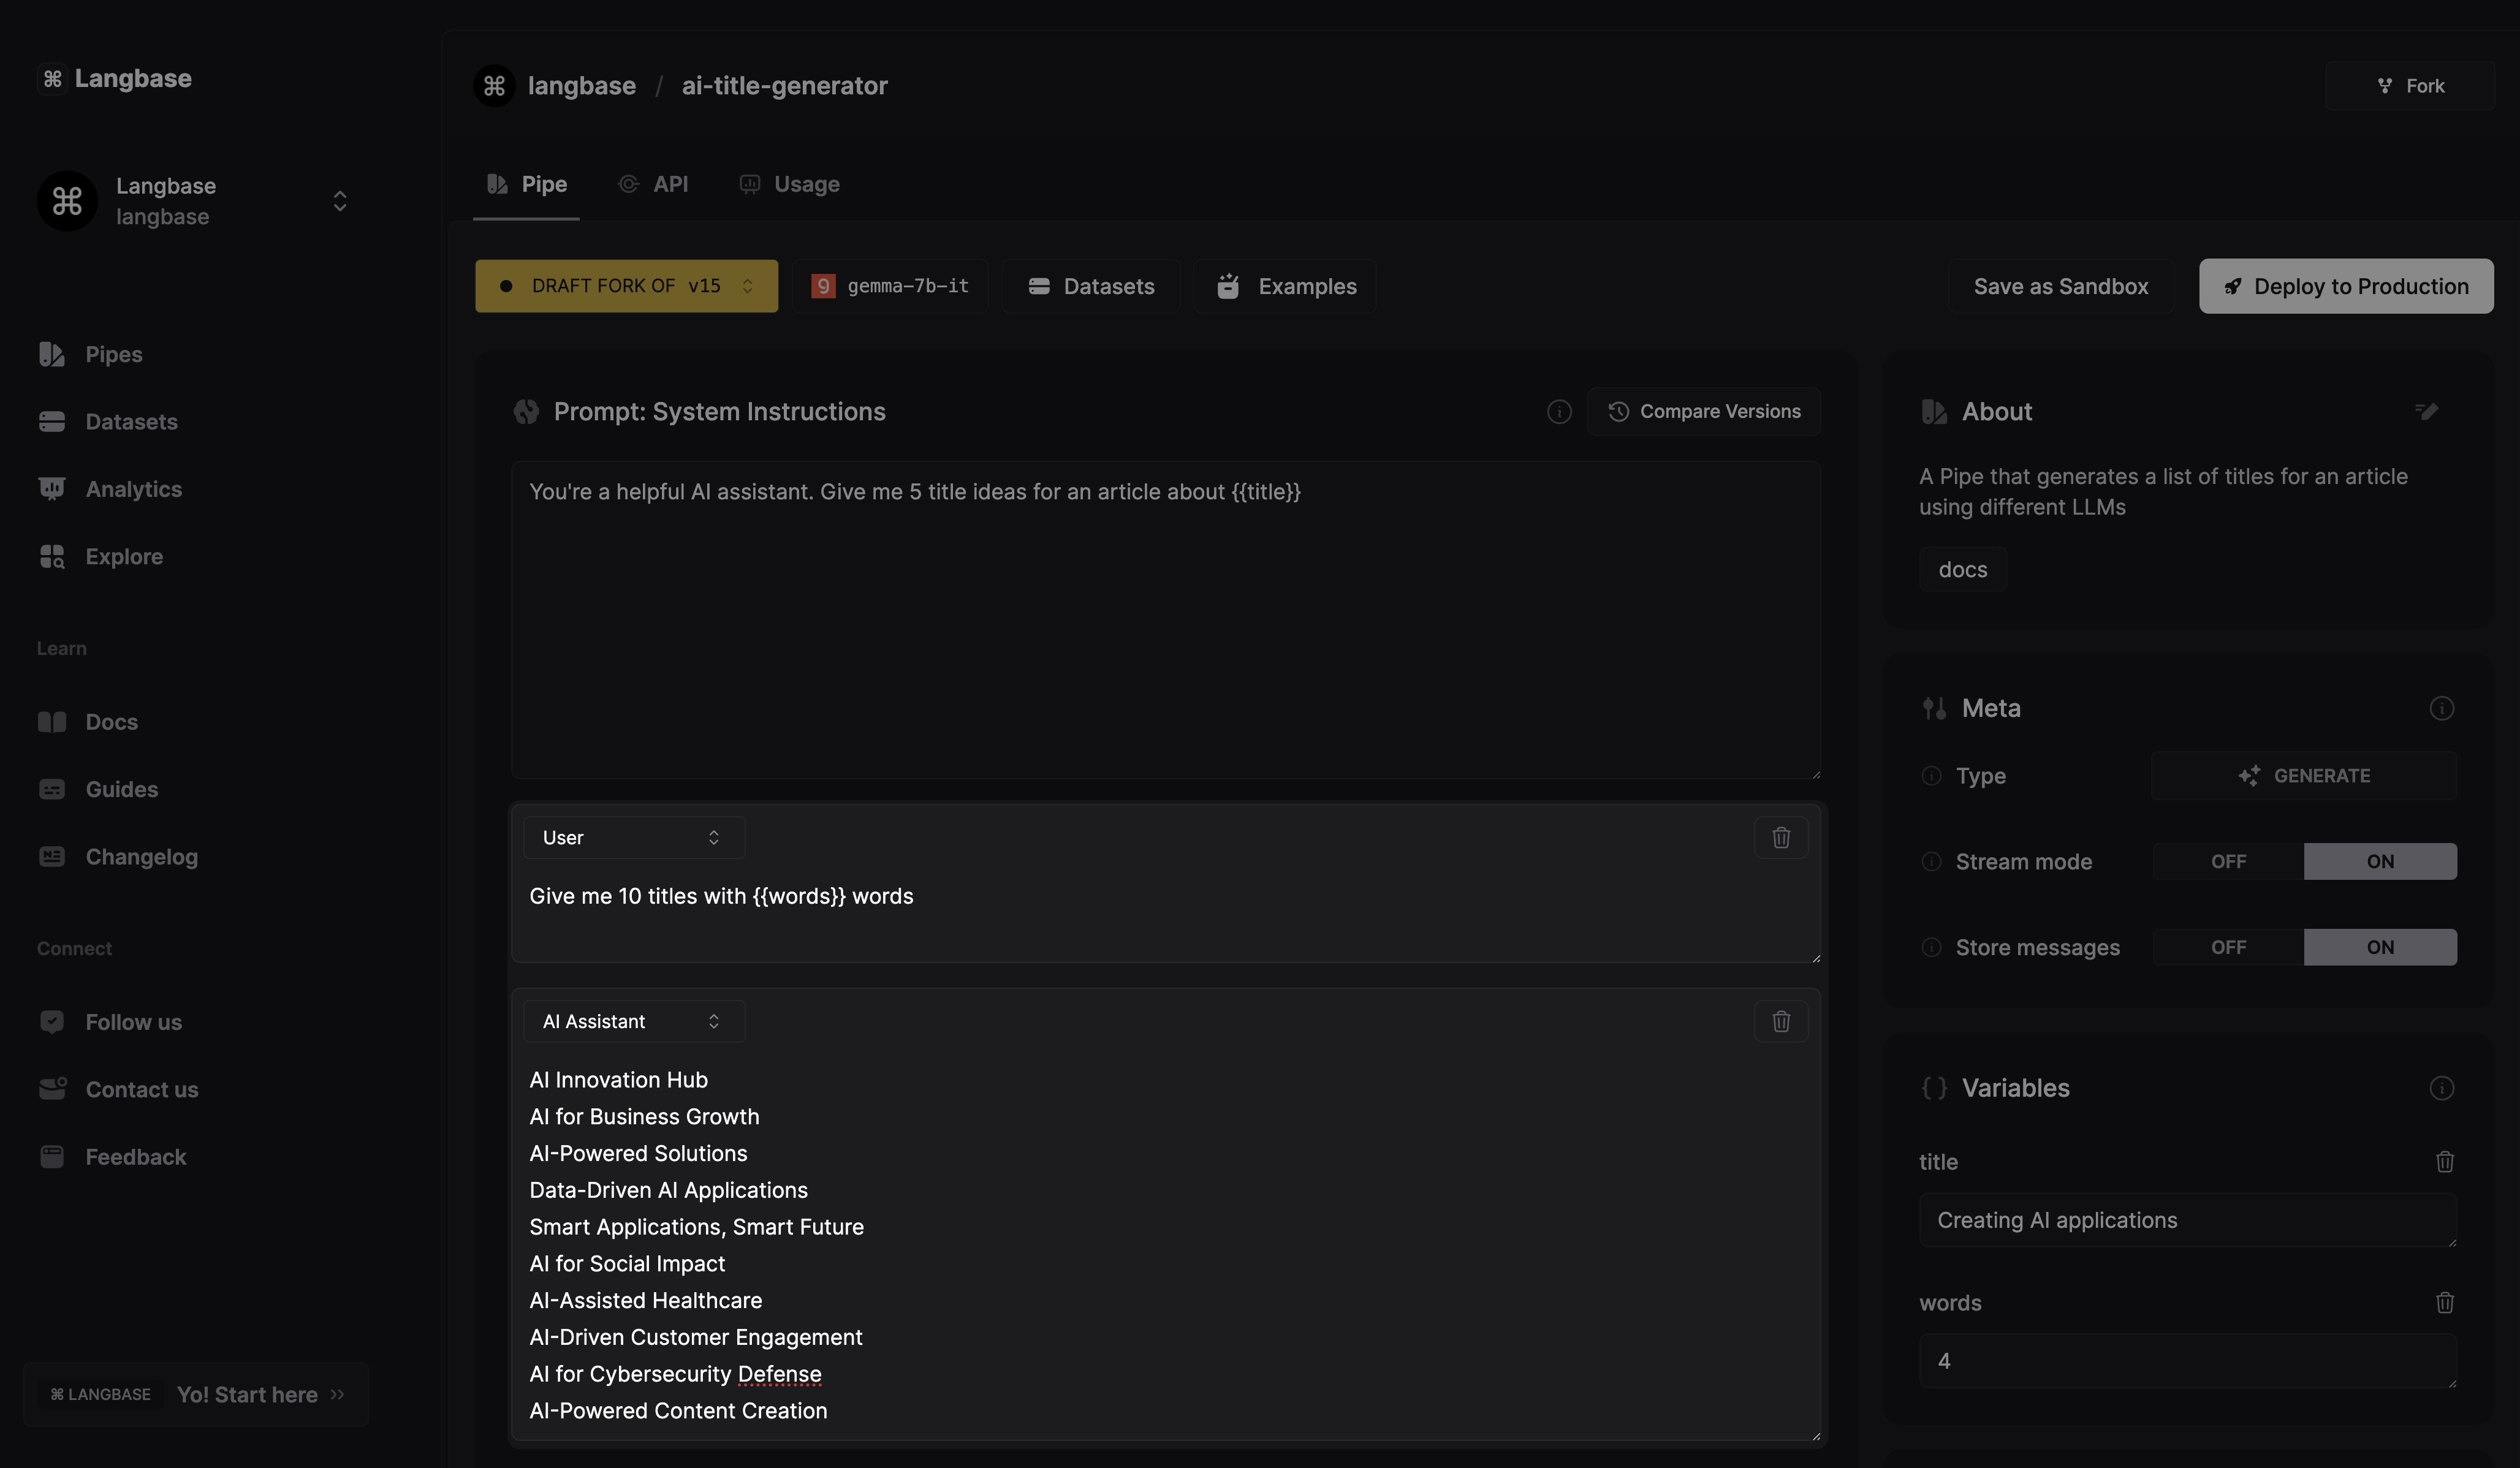 Langbase
Langbase
langbase
Pipes
Datasets
Analytics
Explore
Learn
Docs
Guides
Changelog
Connect
Follow us
Contact us
Feedback
⌘ LANGBASE Yo! Start here
langbase / ai-title-generator
Fork
Pipe API Usage
DRAFT FORK OF v15 gemma-7b-it Datasets Examples Save as Sandbox Deploy to Production
Prompt: System Instructions
Compare Versions
You're a helpful AI assistant. Give me 5 title ideas for an article about {{title}}
User
Give me 10 titles with {{words}} words
AI Assistant
AI Innovation Hub
AI for Business Growth
AI-Powered Solutions
Data-Driven AI Applications
Smart Applications, Smart Future
AI for Social Impact
AI-Assisted Healthcare
AI-Driven Customer Engagement
AI for Cybersecurity Defense
AI-Powered Content Creation
About
A Pipe that generates a list of titles for an article
using different LLMs
docs
Meta
Type GENERATE
Stream mode OFF ON
Store messages OFF ON
Variables
title
Creating AI applications
words
4